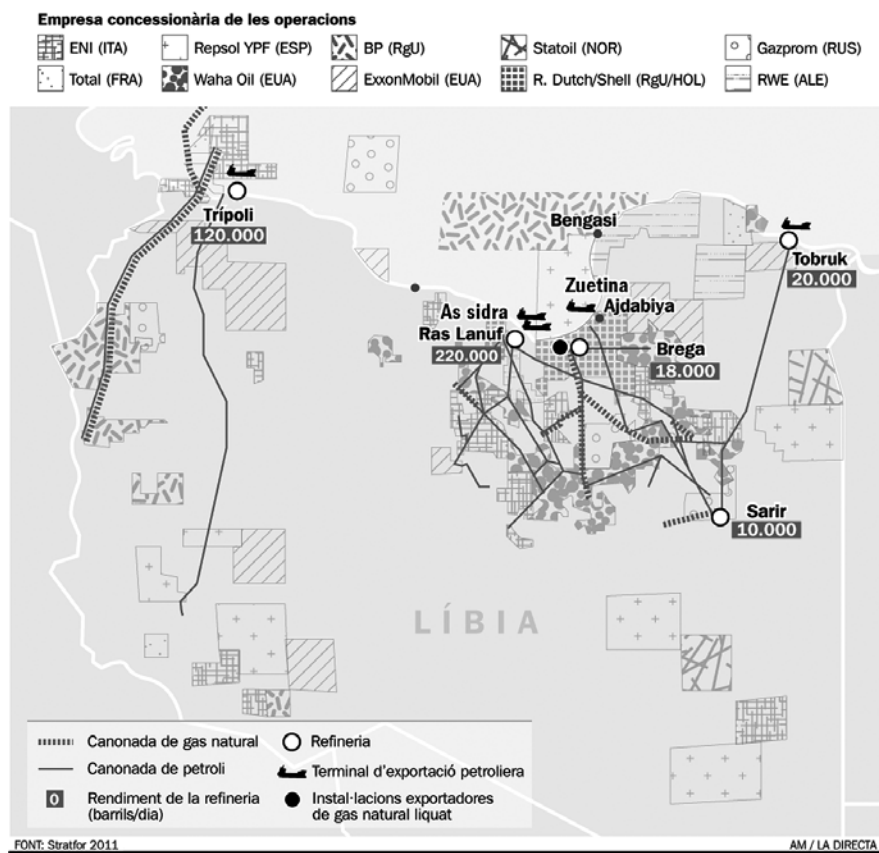 Empresa concessionària de les operacions
ENI (ITA)
Repsol YPF (ESP)
BP (RgU)
Statoil (NOR)
Gazprom (RUS)
Total (FRA)
Waha Oil (EUA)
ExxonMobil (EUA)
R. Dutch/Shell (RgU/HOL)
RWE (ALE)
Trípoli
120.000
Bengasi
Tobruk
20.000
Zuetina
Ajdabiya
As sidra
Ras Lanuf
220.000
Brega
18.000
Sarir
10.000
LÍBIA
Canonada de gas natural
Canonada de petroli
0 Rendiment de la refineria
(barrils/dia)
Refineria
Terminal d'exportació petroliera
Instal·lacions exportadores
de gas natural liquat
FONT: Stratfor 2011
AM / LA DIRECTA